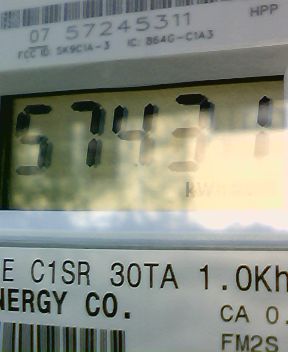 HPP
07 57245311
FCC ID: SK9C1A-3 IC: 864G-C1A3
57431
kWH
E C1SR 30TA 1.0Kh
NERGY CO.
CA 0.
FM2S